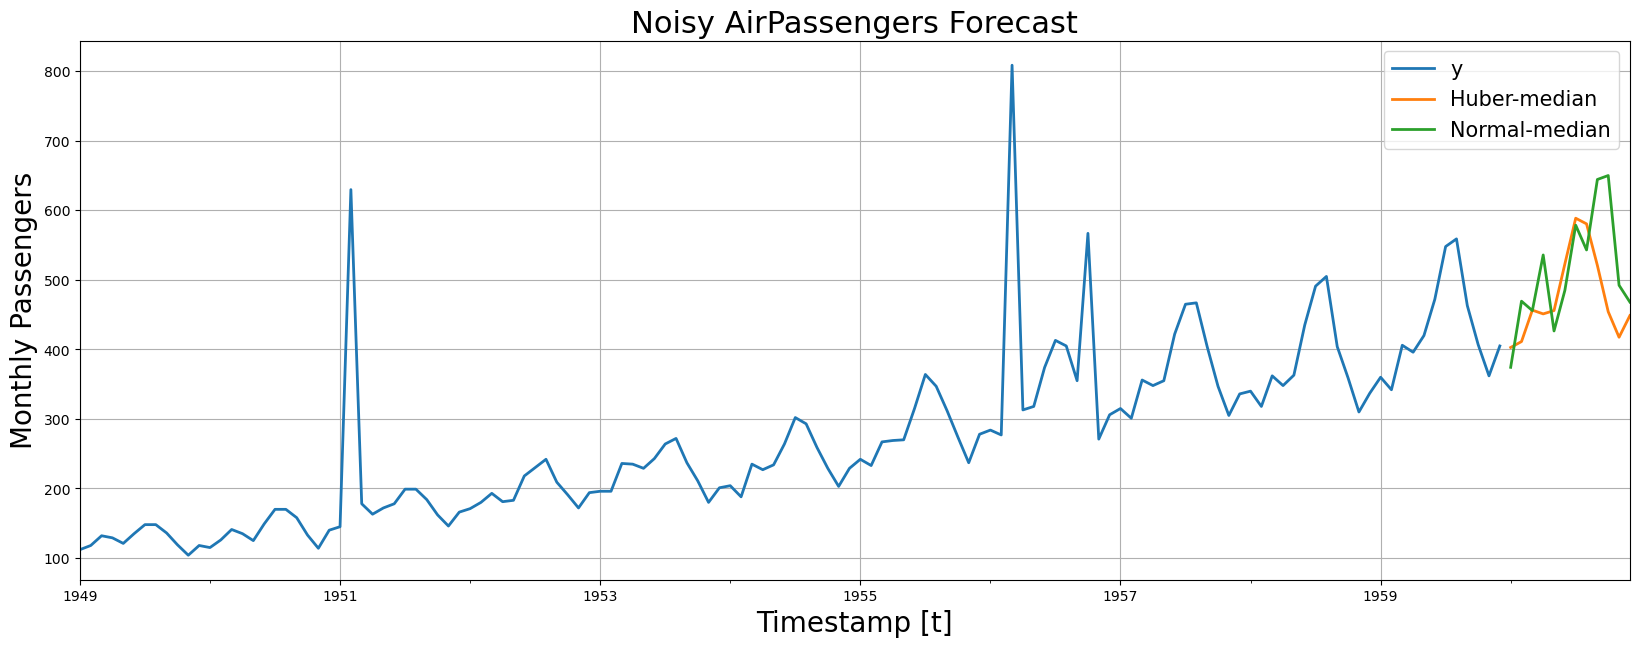 Noisy AirPassengers Forecast
y
Huber-median
Normal-median
Monthly Passengers
800
700
600
500
400
300
200
100
1949
1951
1953
1955
1957
1959
Timestamp [t]